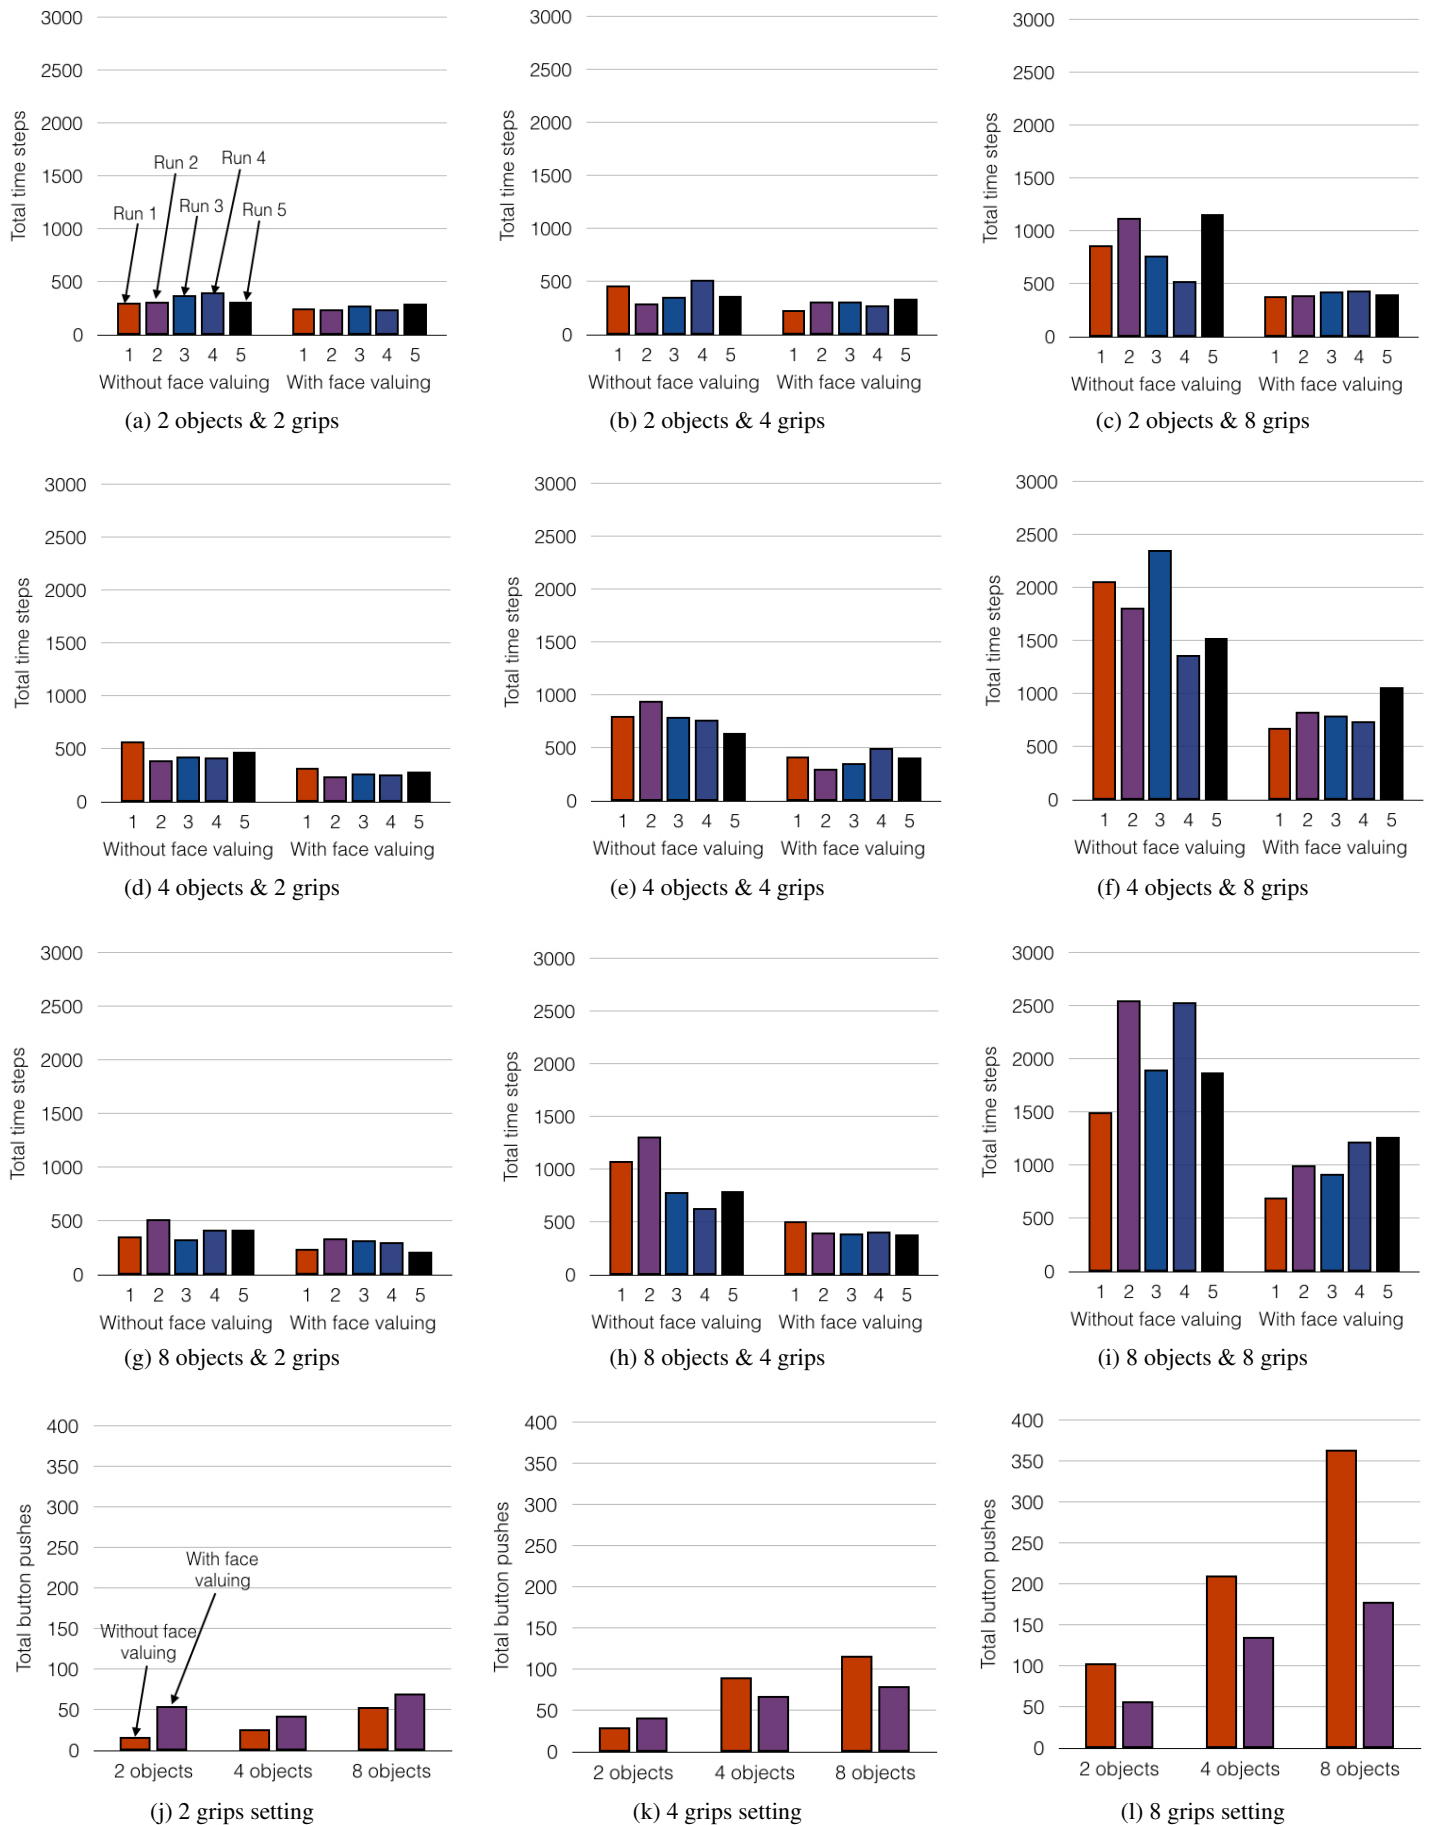 3000
2500
2000
1500
1000
500
0
Total time steps
Run 1
Run 2
Run 3
Run 4
Run 5
1 2 3 4 5 1 2 3 4 5
Without face valuing With face valuing
(a) 2 objects & 2 grips
3000
2500
2000
1500
1000
500
0
Total time steps
1 2 3 4 5 1 2 3 4 5
Without face valuing With face valuing
(b) 2 objects & 4 grips
3000
2500
2000
1500
1000
500
0
Total time steps
1 2 3 4 5 1 2 3 4 5
Without face valuing With face valuing
(c) 2 objects & 8 grips
3000
2500
2000
1500
1000
500
0
Total time steps
1 2 3 4 5 1 2 3 4 5
Without face valuing With face valuing
(d) 4 objects & 2 grips
3000
2500
2000
1500
1000
500
0
Total time steps
1 2 3 4 5 1 2 3 4 5
Without face valuing With face valuing
(e) 4 objects & 4 grips
3000
2500
2000
1500
1000
500
0
Total time steps
1 2 3 4 5 1 2 3 4 5
Without face valuing With face valuing
(f) 4 objects & 8 grips
3000
2500
2000
1500
1000
500
0
Total time steps
1 2 3 4 5 1 2 3 4 5
Without face valuing With face valuing
(g) 8 objects & 2 grips
3000
2500
2000
1500
1000
500
0
Total time steps
1 2 3 4 5 1 2 3 4 5
Without face valuing With face valuing
(h) 8 objects & 4 grips
3000
2500
2000
1500
1000
500
0
Total time steps
1 2 3 4 5 1 2 3 4 5
Without face valuing With face valuing
(i) 8 objects & 8 grips
400
350
300
250
200
150
100
50
0
Total button pushes
With face
valuing
Without face
valuing
2 objects 4 objects 8 objects
(j) 2 grips setting
400
350
300
250
200
150
100
50
0
Total button pushes
2 objects 4 objects 8 objects
(k) 4 grips setting
400
350
300
250
200
150
100
50
0
Total button pushes
2 objects 4 objects 8 objects
(l) 8 grips setting